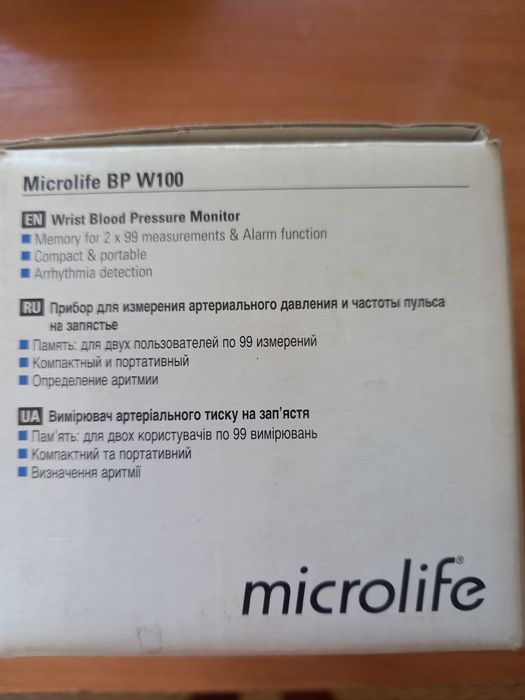 Microlife BP W100
EN Wrist Blood Pressure Monitor
Memory for 2 x 99 measurements & Alarm function
Compact & portable
Arrhythmia detection
RU Прибор для измерения артериального давления и частоты пульса
на запястье
Память: для двух пользователей по 99 измерений
Компактный и портативный
Определение аритмии
UA Вимірювач артеріального тиску на зап'ястя
Пам'ять: для двох користувачів по 99 вимірювань
Компактний та портативний
Визначення аритмії
microlife®